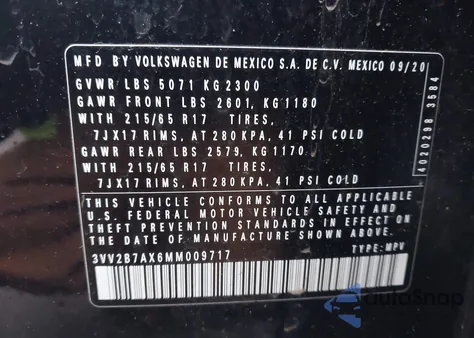 MFD BY VOLKSWAGEN DE MEXICO S.A. DE C.V. MEXICO 09/20
GVWR LBS 5071 KG 2300
GAWR FRONT LBS 2601, KG 1180
WITH 215/65 R17 TIRES,
7JX17 RIMS, AT 280 KPA, 41 PSI COLD
GAWR REAR LBS 2579, KG 1170
WITH 215/65 R17 TIRES,
7JX17 RIMS, AT 280 KPA, 41 PSI COLD
THIS VEHICLE CONFORMS TO ALL APPLICABLE
U.S. FEDERAL MOTOR VEHICLE SAFETY AND
THEFT PREVENTION STANDARDS IN EFFECT ON THE
DATE OF MANUFACTURE SHOWN ABOVE.
3VV2B7AX6MM009717 TYPE: MPV
4020298 3584
AutoSnap